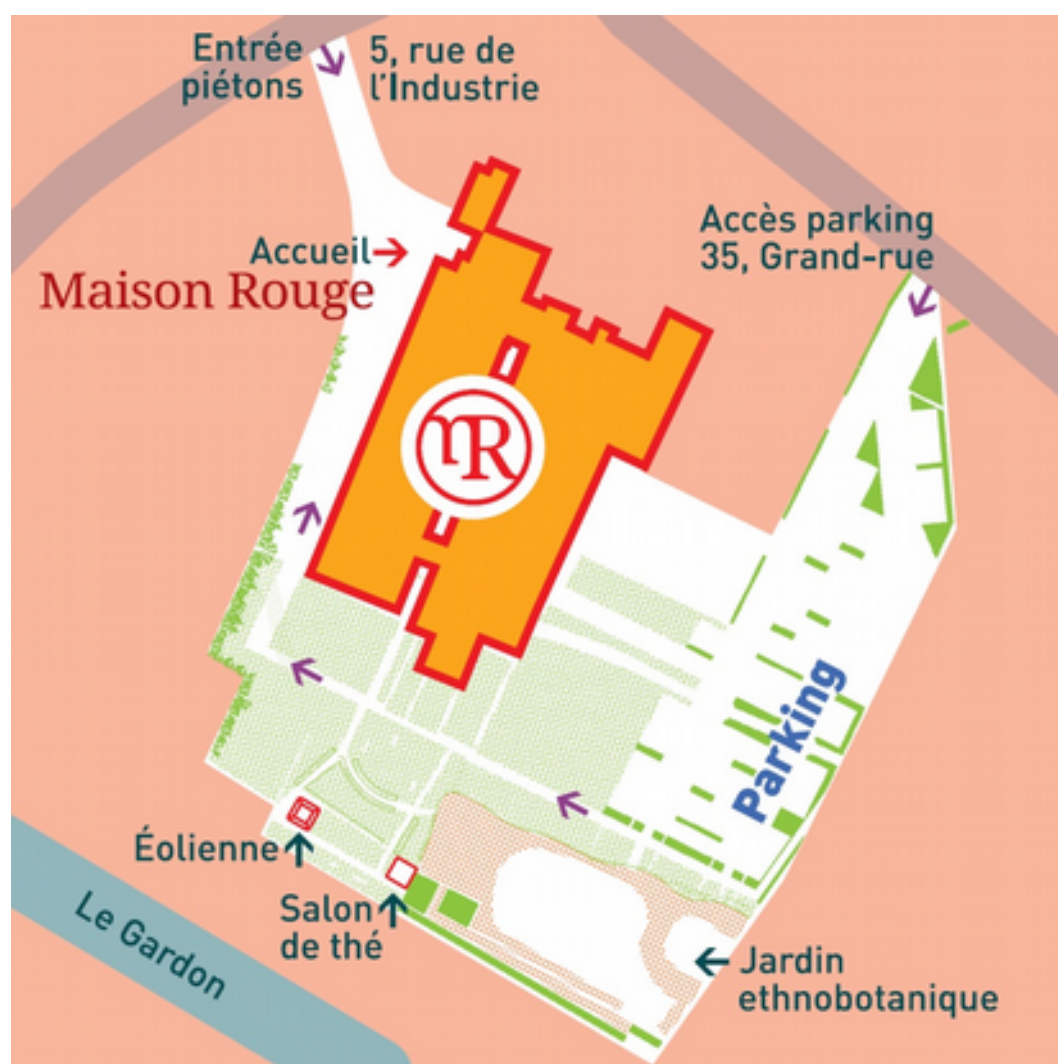 Entrée
piétons
5, rue de
l'Industrie
Accueil
Maison Rouge
Accès parking
35, Grand-rue
MR
Parking
Éolienne
Salon
de thé
Le Gardon
Jardin
ethnobotanique